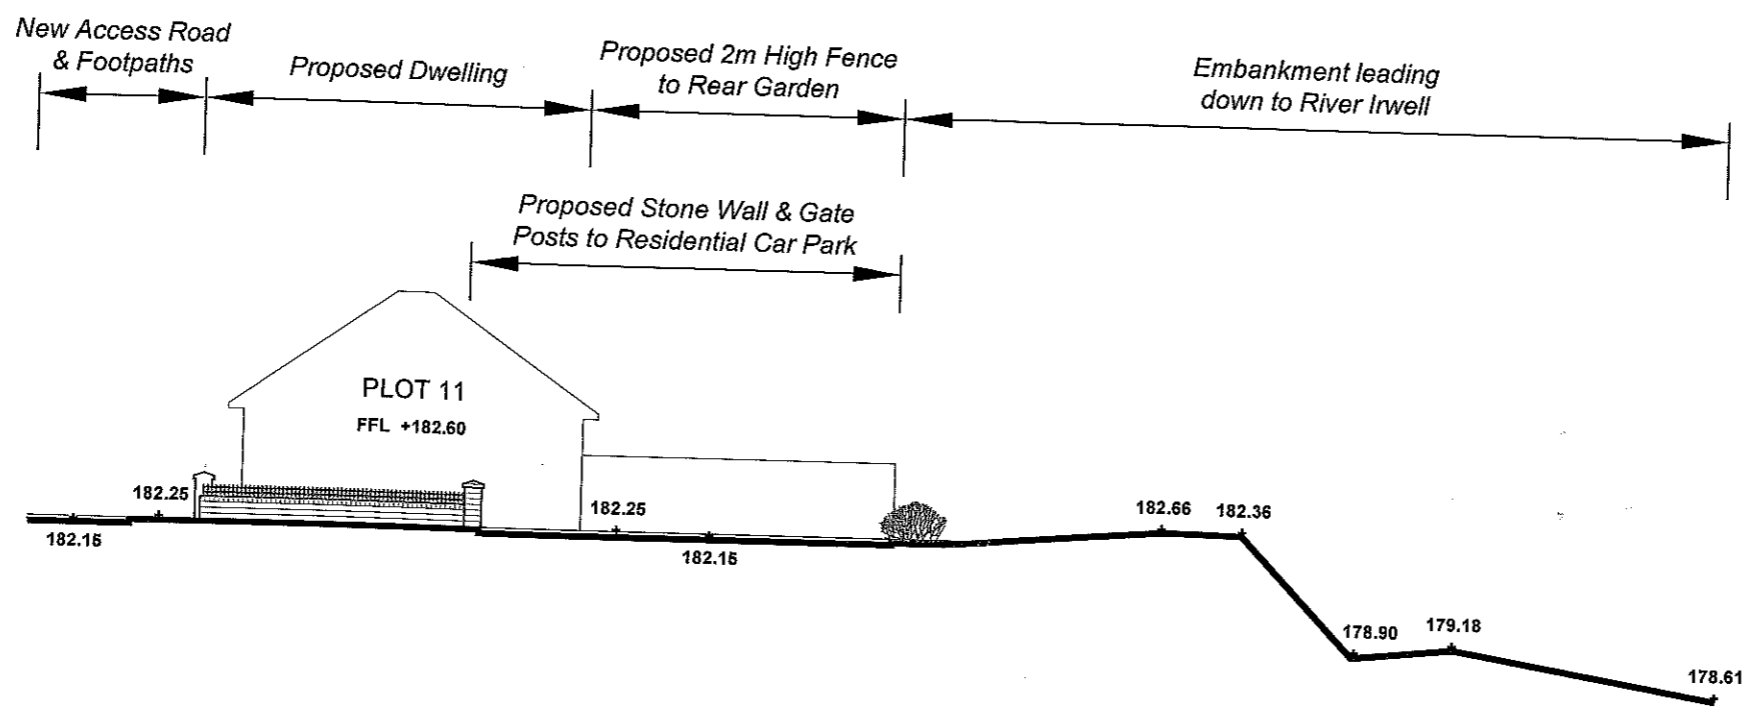 New Access Road
& Footpaths
Proposed Dwelling
Proposed 2m High Fence
to Rear Garden
Embankment leading
down to River Irwell
Proposed Stone Wall & Gate
Posts to Residential Car Park
PLOT 11
FFL +182.60
182.25
182.15
182.25
182.15
182.66
182.36
178.90
179.18
178.61